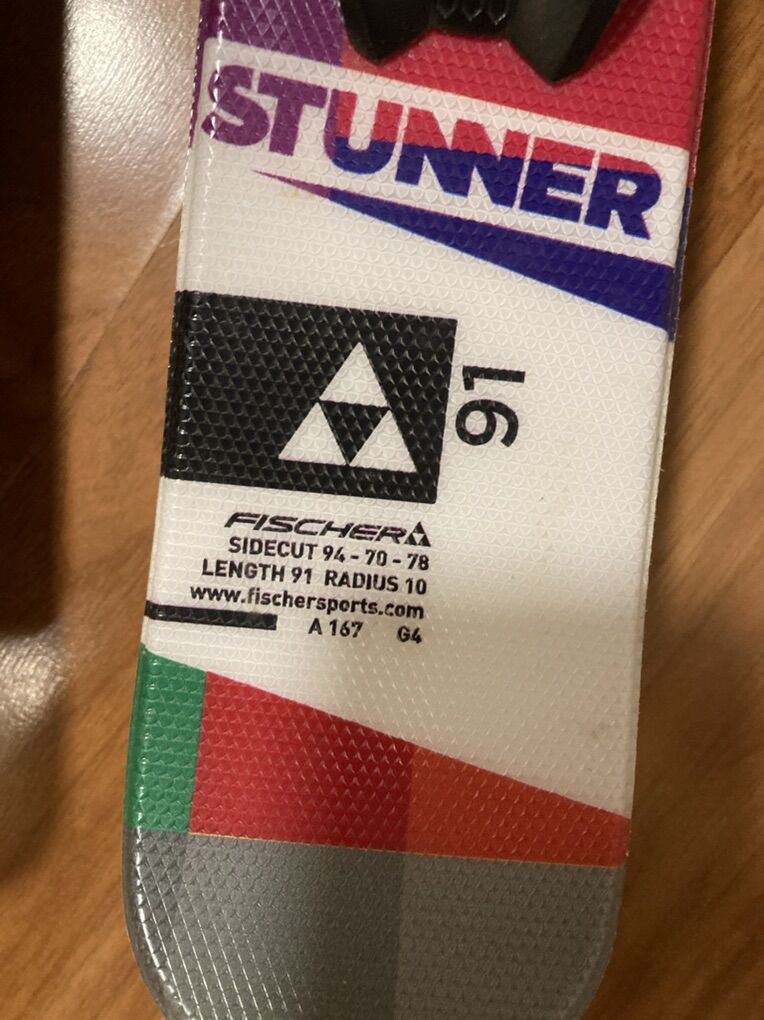 STUNNER
91
FISCHER
SIDECUT 94 - 70 - 78
LENGTH 91 RADIUS 10
www.fischersports.com
A 167 G4